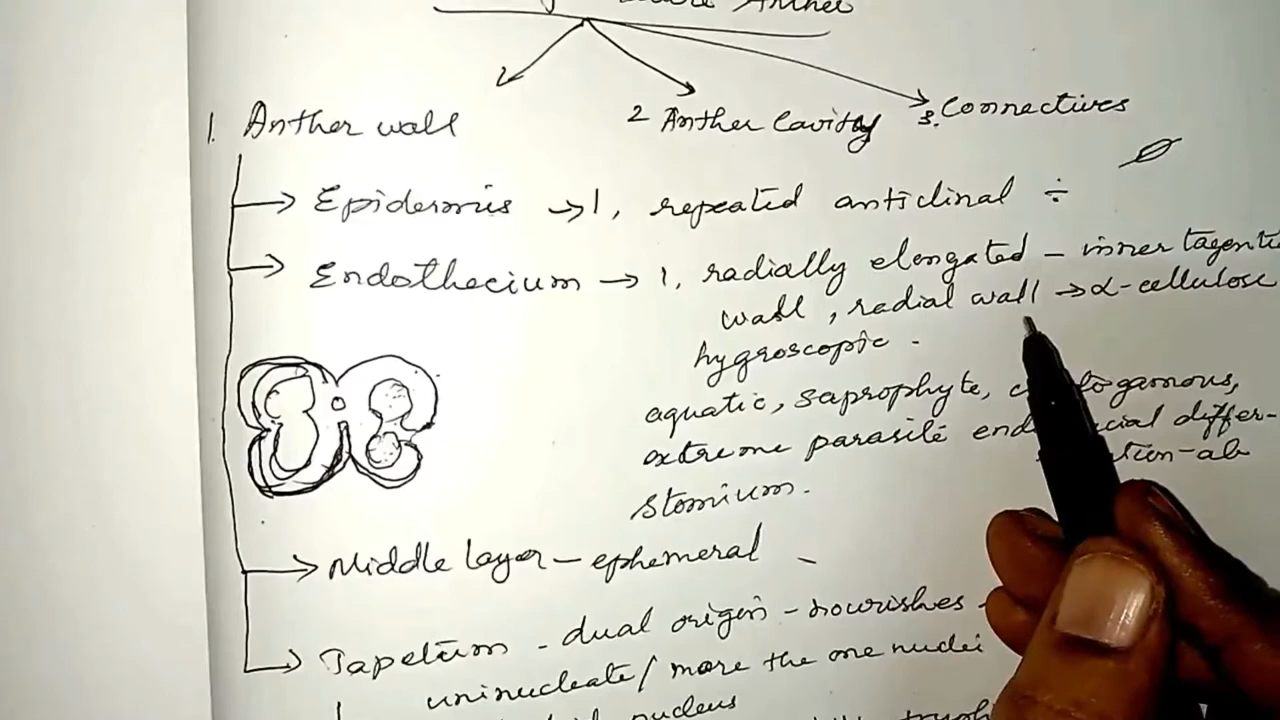 Anther
1. Anther wall
2 Anther Cavity
3. Connectives
Epidermis → 1, repeated anticlinal ÷
Endothecium → 1, radially elongated – inner
wall, radial wall → α-cellulose
hygroscopic.
aquatic, saprophyte,
extreme parasite
stomium.
Middle layer – ephemeral
Tapetum - dual origin - nourishes -
uninucleate / more the one nuclei
nucleus